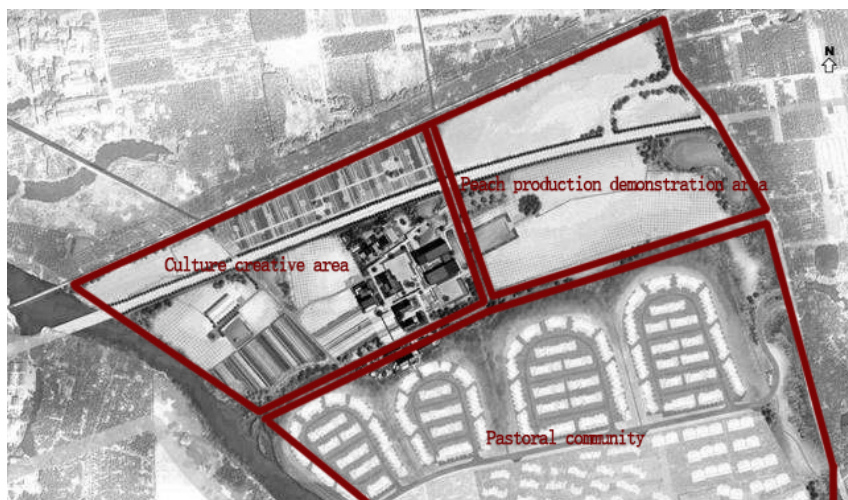 N
Peach production demonstration area
Culture creative area
Pastoral community